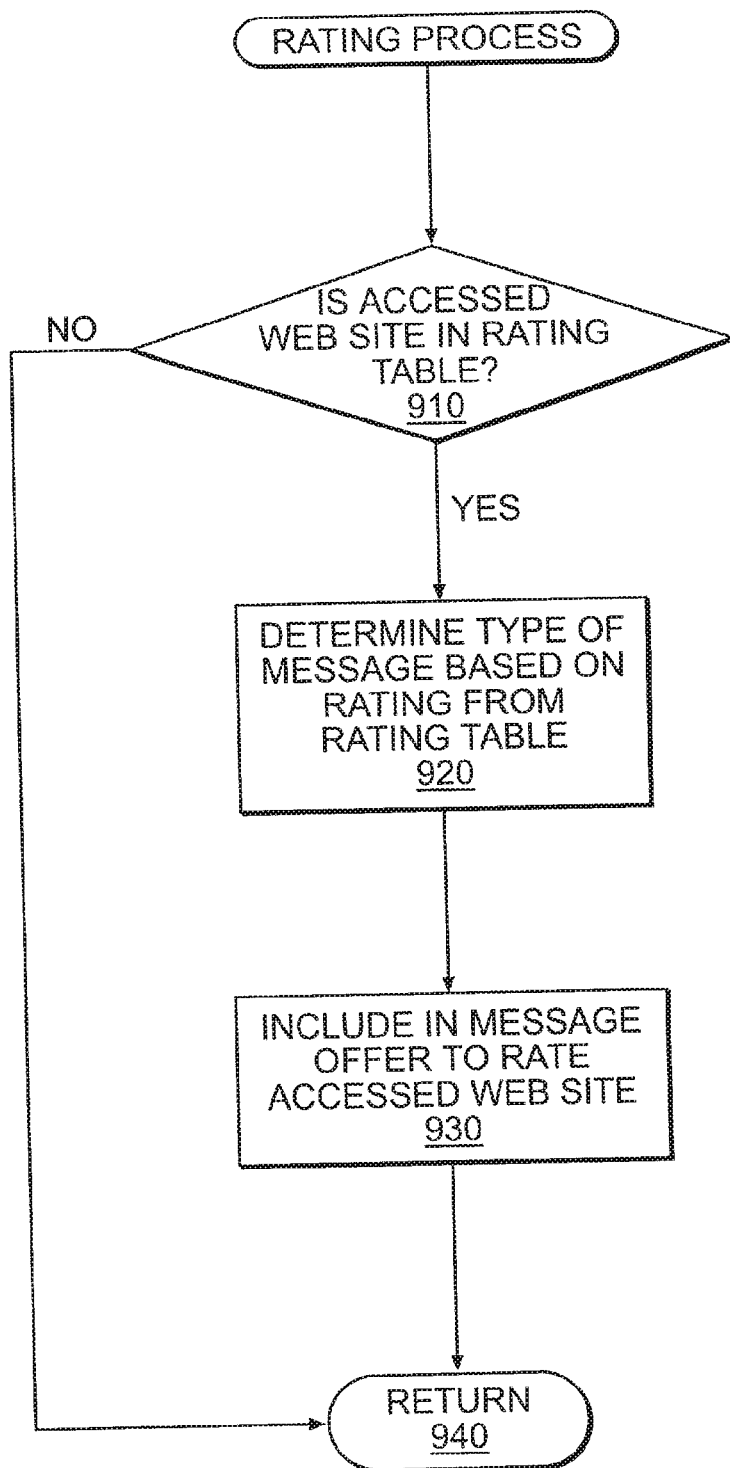 RATING PROCESS
IS ACCESSED
WEB SITE IN RATING
TABLE?
910
NO
YES
DETERMINE TYPE OF
MESSAGE BASED ON
RATING FROM
RATING TABLE
920
INCLUDE IN MESSAGE
OFFER TO RATE
ACCESSED WEB SITE
930
RETURN
940